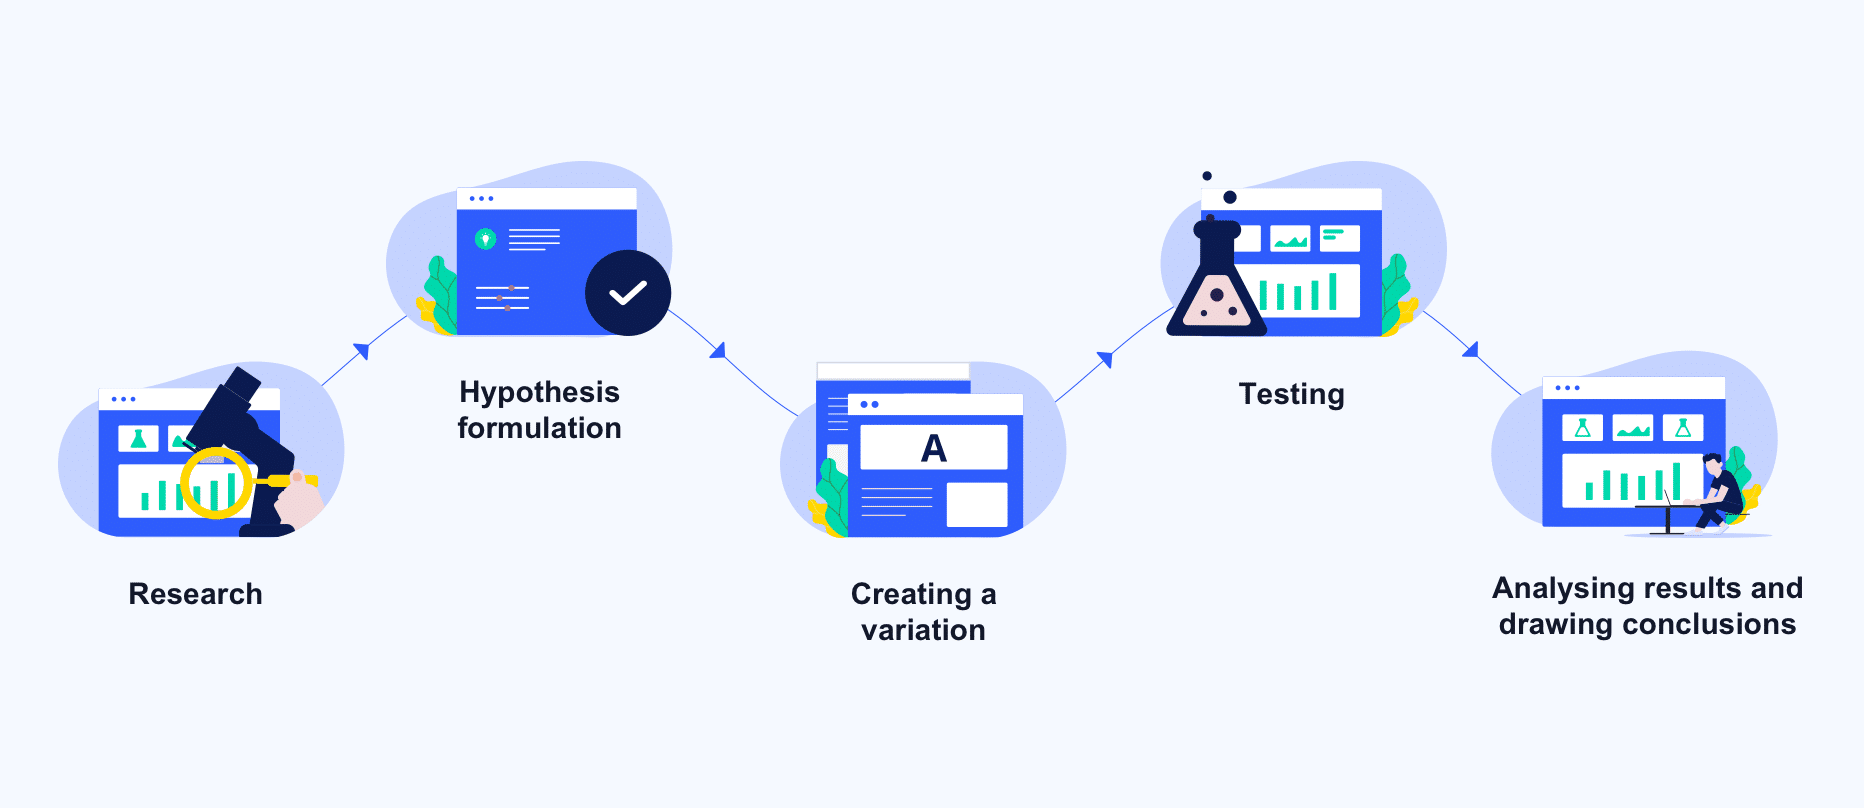 Research
Hypothesis
formulation
A
Creating a
variation
Testing
Analysing results and
drawing conclusions